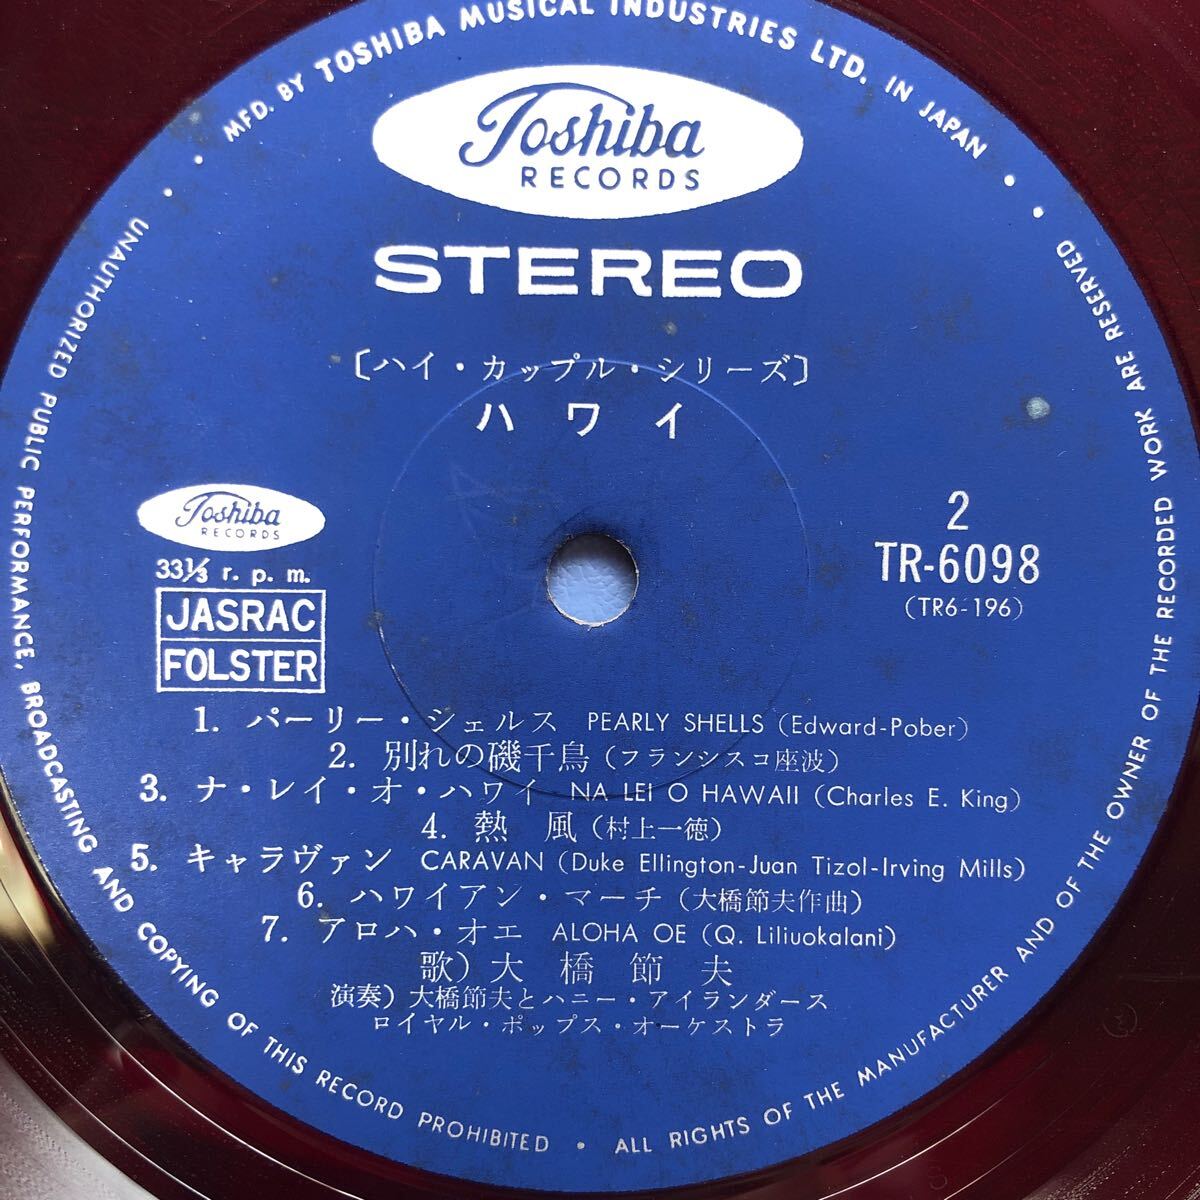 MFD. BY TOSHIBA MUSICAL INDUSTRIES LTD. IN JAPAN
Toshiba
RECORDS
STEREO
〔ハイ・カップル・シリーズ〕
ハワイ
Toshiba
RECORDS
33⅓ r. p. m.
JASRAC
FOLSTER
2
TR-6098
(TR6-196)
1. パーリー・シェルス PEARLY SHELLS (Edward-Pober)
2. 別れの磯千鳥 (フランシスコ座波)
3. ナ・レイ・オ・ハワイ NA LEI O HAWAII (Charles E. King)
4. 熱 風 (村上一徳)
5. キャラヴァン CARAVAN (Duke Ellington-Juan Tizol-Irving Mills)
6. ハワイアン・マーチ (大橋節夫作曲)
7. アロハ・オエ ALOHA OE (Q. Liliuokalani)
歌) 大 橋 節 夫
演奏) 大橋節夫とハニー・アイランダース
ロイヤル・ポップス・オーケストラ
UNAUTHORIZED PUBLIC PERFORMANCE, BROADCASTING AND COPYING OF THIS RECORD PROHIBITED • ALL RIGHTS OF THE MANUFACTURER AND OF THE OWNER OF THE RECORDED WORK ARE RESERVED